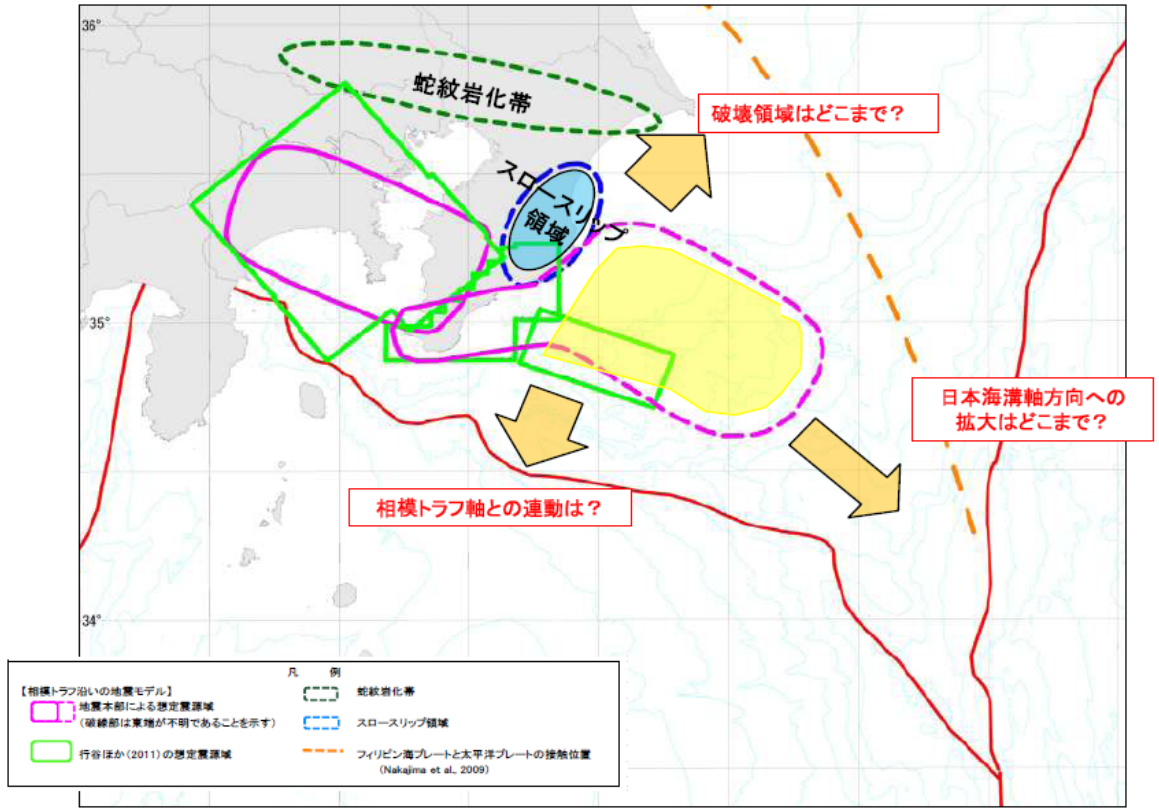 36°
蛇紋岩化帯
破壊領域はどこまで？
スロースリップ
領域
35°
日本海溝軸方向への
拡大はどこまで？
相模トラフ軸との連動は？
34°
凡 例
【相模トラフ沿いの地震モデル】
地震本部による想定震源域
(破線部は東端が不明であることを示す)
行谷ほか(2011)の想定震源域
蛇紋岩化帯
スロースリップ領域
フィリピン海プレートと太平洋プレートの接触位置
(Nakajima et al., 2009)